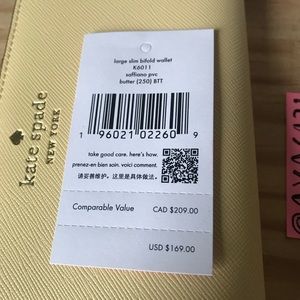 large slim bifold wallet
K6011
saffiano pvc
butter (250) BTT
1 96021 02260 9
take good care. here's how.
prenez-en bien soin. voici comment.
请妥善维护。这里是具体做法。
Comparable Value CAD $209.00
USD $169.00
kate spade
NEW YORK